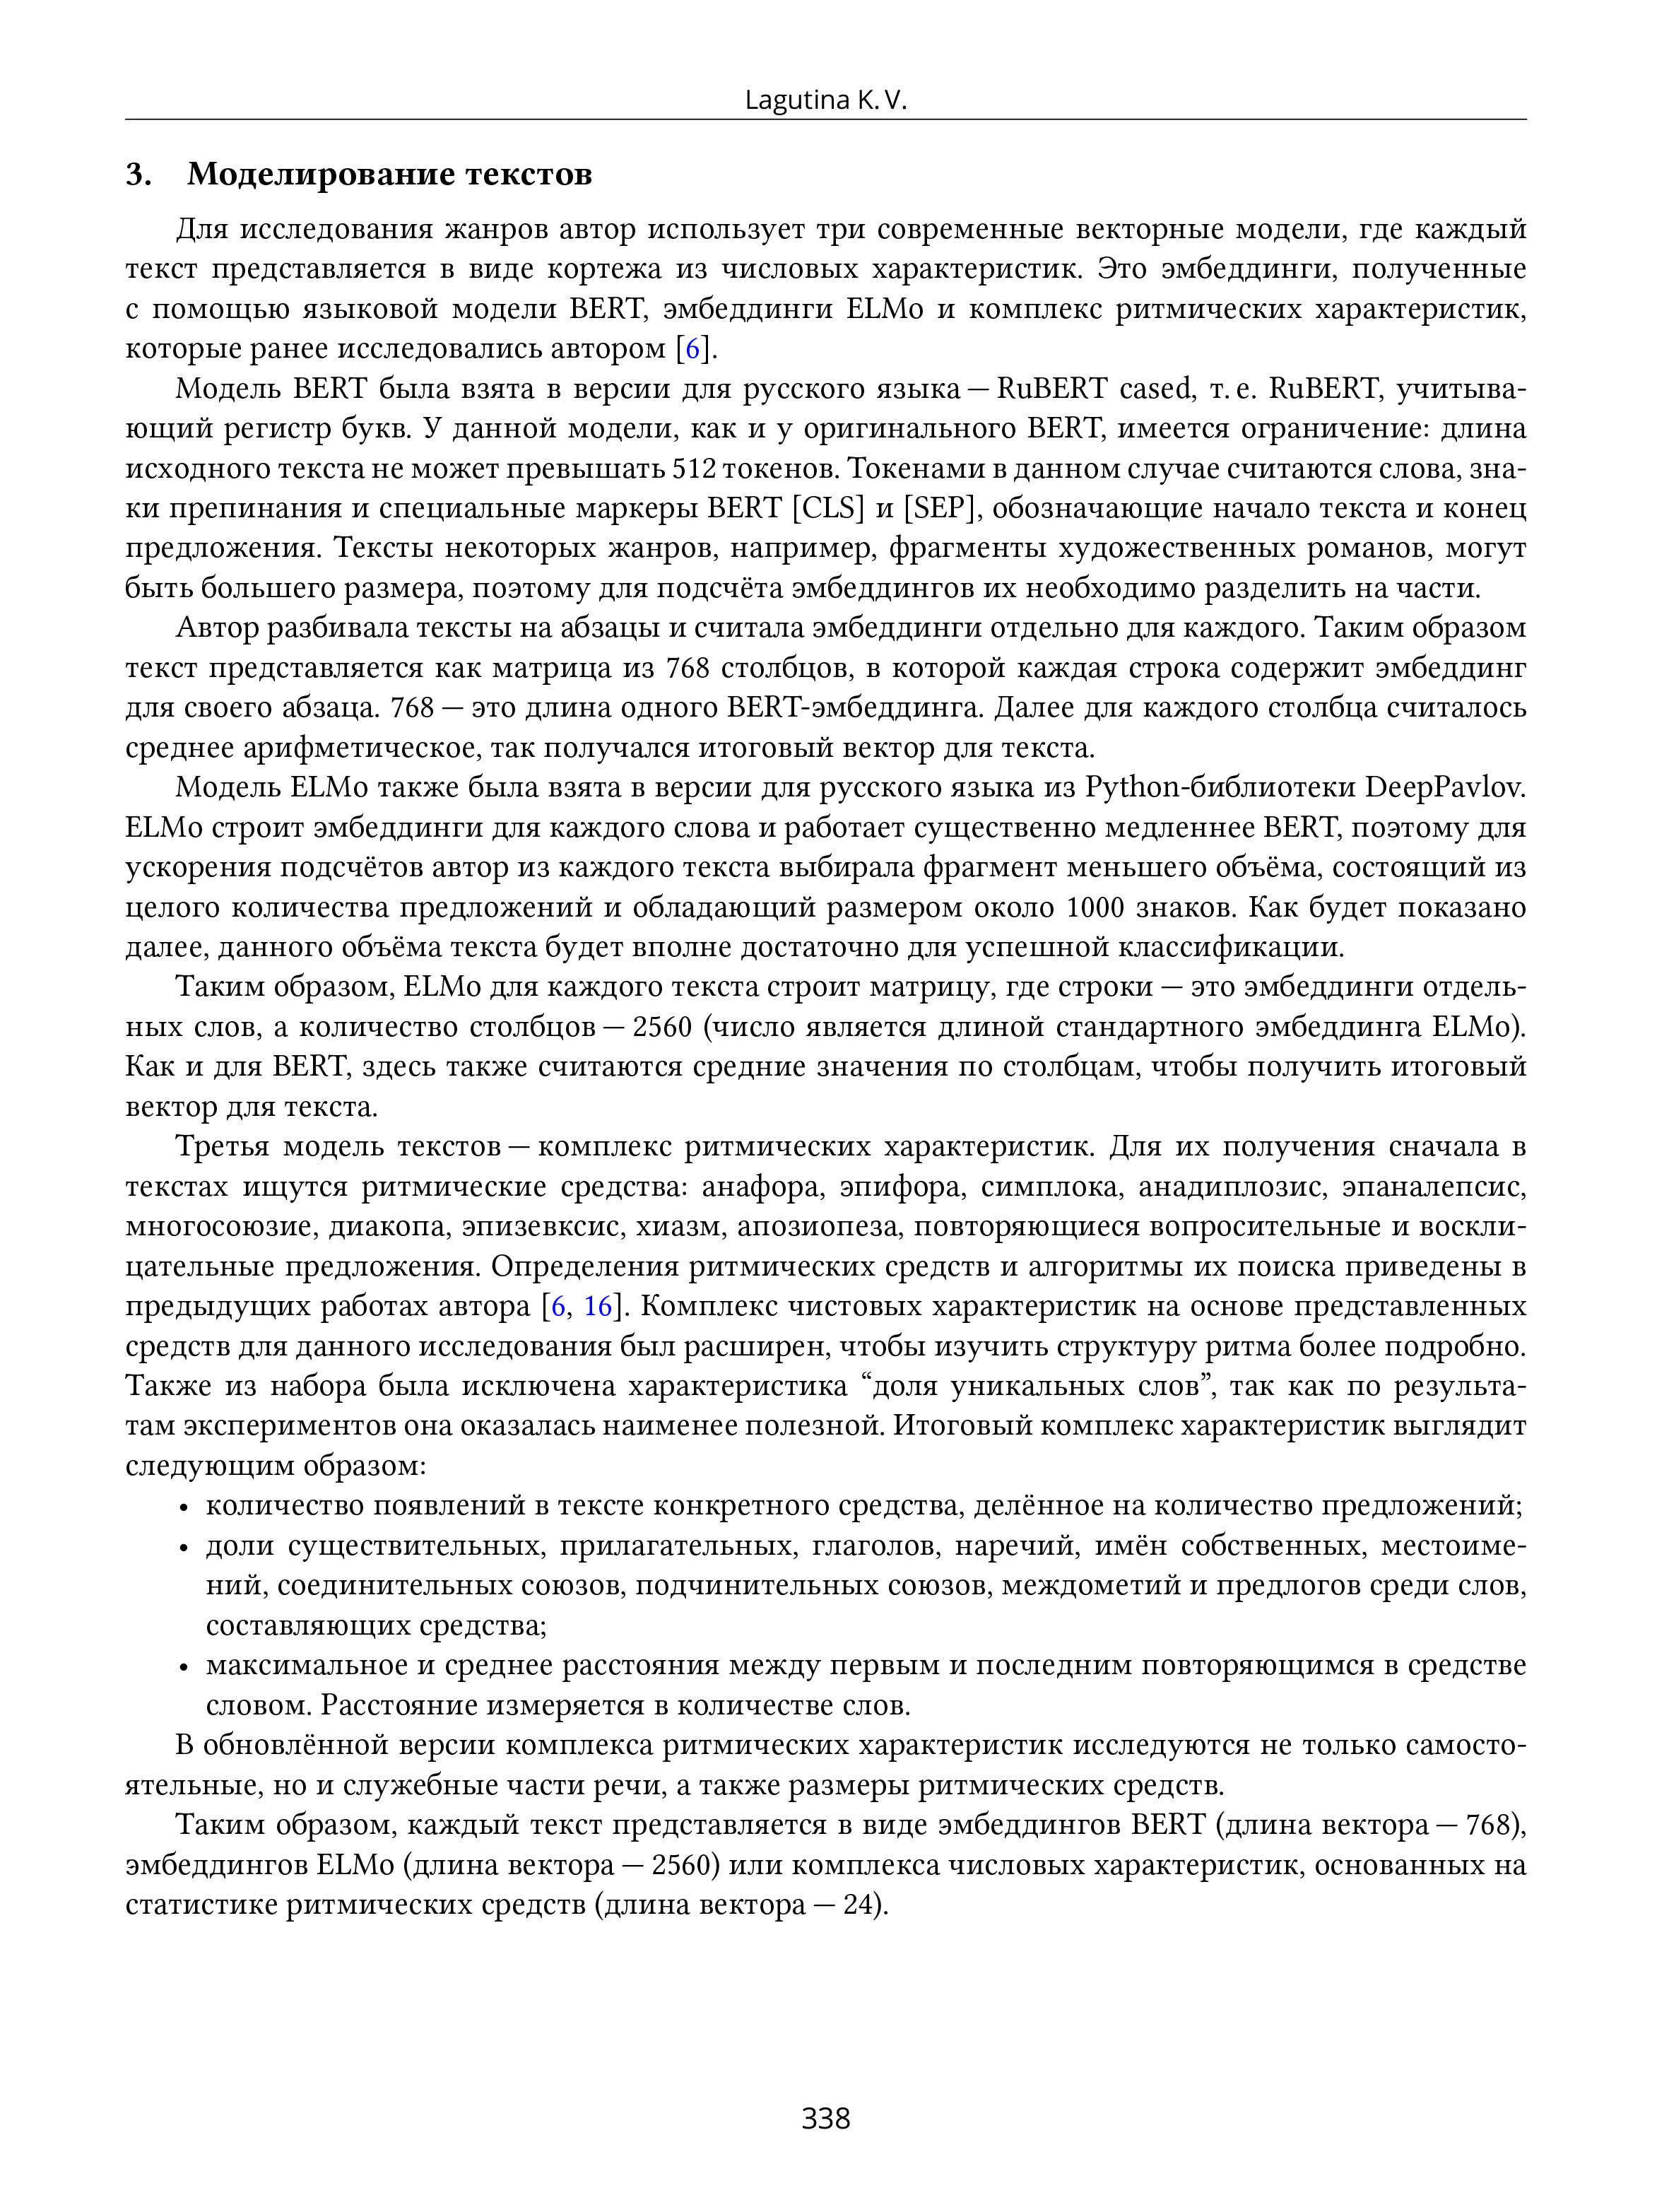 Lagutina K. V.
3. Моделирование текстов
Для исследования жанров автор использует три современные векторные модели, где каждый
текст представляется в виде кортежа из числовых характеристик. Это эмбеддинги, полученные
с помощью языковой модели BERT, эмбеддинги ELMo и комплекс ритмических характеристик,
которые ранее исследовались автором [6].
Модель BERT была взята в версии для русского языка — RuBERT cased, т. е. RuBERT, учитыва-
ющий регистр букв. У данной модели, как и у оригинального BERT, имеется ограничение: длина
исходного текста не может превышать 512 токенов. Токенами в данном случае считаются слова, зна-
ки препинания и специальные маркеры BERT [CLS] и [SEP], обозначающие начало текста и конец
предложения. Тексты некоторых жанров, например, фрагменты художественных романов, могут
быть большего размера, поэтому для подсчёта эмбеддингов их необходимо разделить на части.
Автор разбивала тексты на абзацы и считала эмбеддинги отдельно для каждого. Таким образом
текст представляется как матрица из 768 столбцов, в которой каждая строка содержит эмбеддинг
для своего абзаца. 768 — это длина одного BERT-эмбеддинга. Далее для каждого столбца считалось
среднее арифметическое, так получался итоговый вектор для текста.
Модель ELMo также была взята в версии для русского языка из Python-библиотеки DeepPavlov.
ELMo строит эмбеддинги для каждого слова и работает существенно медленнее BERT, поэтому для
ускорения подсчётов автор из каждого текста выбирала фрагмент меньшего объёма, состоящий из
целого количества предложений и обладающий размером около 1000 знаков. Как будет показано
далее, данного объёма текста будет вполне достаточно для успешной классификации.
Таким образом, ELMo для каждого текста строит матрицу, где строки — это эмбеддинги отдель-
ных слов, а количество столбцов — 2560 (число является длиной стандартного эмбеддинга ELMo).
Как и для BERT, здесь также считаются средние значения по столбцам, чтобы получить итоговый
вектор для текста.
Третья модель текстов — комплекс ритмических характеристик. Для их получения сначала в
текстах ищутся ритмические средства: анафора, эпифора, симплока, анадиплозис, эпаналепсис,
многосоюзие, диакопа, эпизевксис, хиазм, апозиопеза, повторяющиеся вопросительные и воскли-
цательные предложения. Определения ритмических средств и алгоритмы их поиска приведены в
предыдущих работах автора [6, 16]. Комплекс чистовых характеристик на основе представленных
средств для данного исследования был расширен, чтобы изучить структуру ритма более подробно.
Также из набора была исключена характеристика “доля уникальных слов”, так как по результа-
там экспериментов она оказалась наименее полезной. Итоговый комплекс характеристик выглядит
следующим образом:
• количество появлений в тексте конкретного средства, делённое на количество предложений;
• доли существительных, прилагательных, глаголов, наречий, имён собственных, местоиме-
ний, соединительных союзов, подчинительных союзов, междометий и предлогов среди слов,
составляющих средства;
• максимальное и среднее расстояния между первым и последним повторяющимся в средстве
словом. Расстояние измеряется в количестве слов.
В обновлённой версии комплекса ритмических характеристик исследуются не только самосто-
ятельные, но и служебные части речи, а также размеры ритмических средств.
Таким образом, каждый текст представляется в виде эмбеддингов BERT (длина вектора — 768),
эмбеддингов ELMo (длина вектора — 2560) или комплекса числовых характеристик, основанных на
статистике ритмических средств (длина вектора — 24).
338